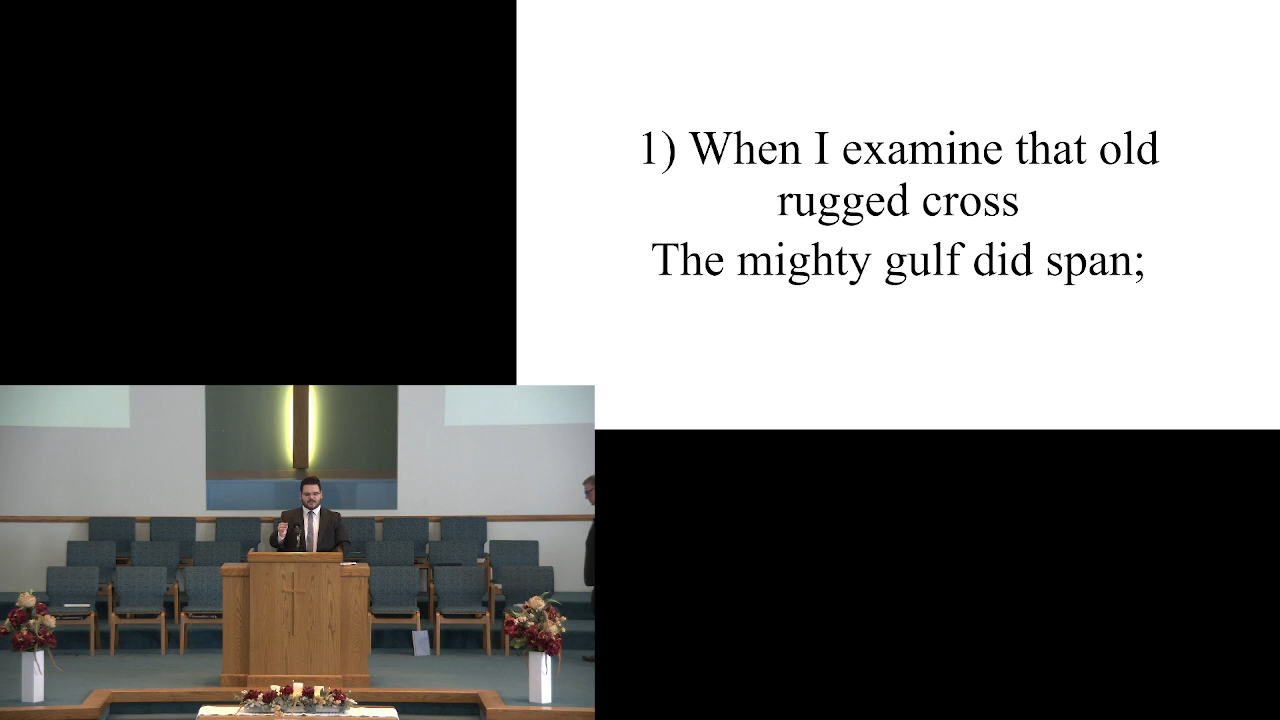 1) When I examine that old
rugged cross
The mighty gulf did span;